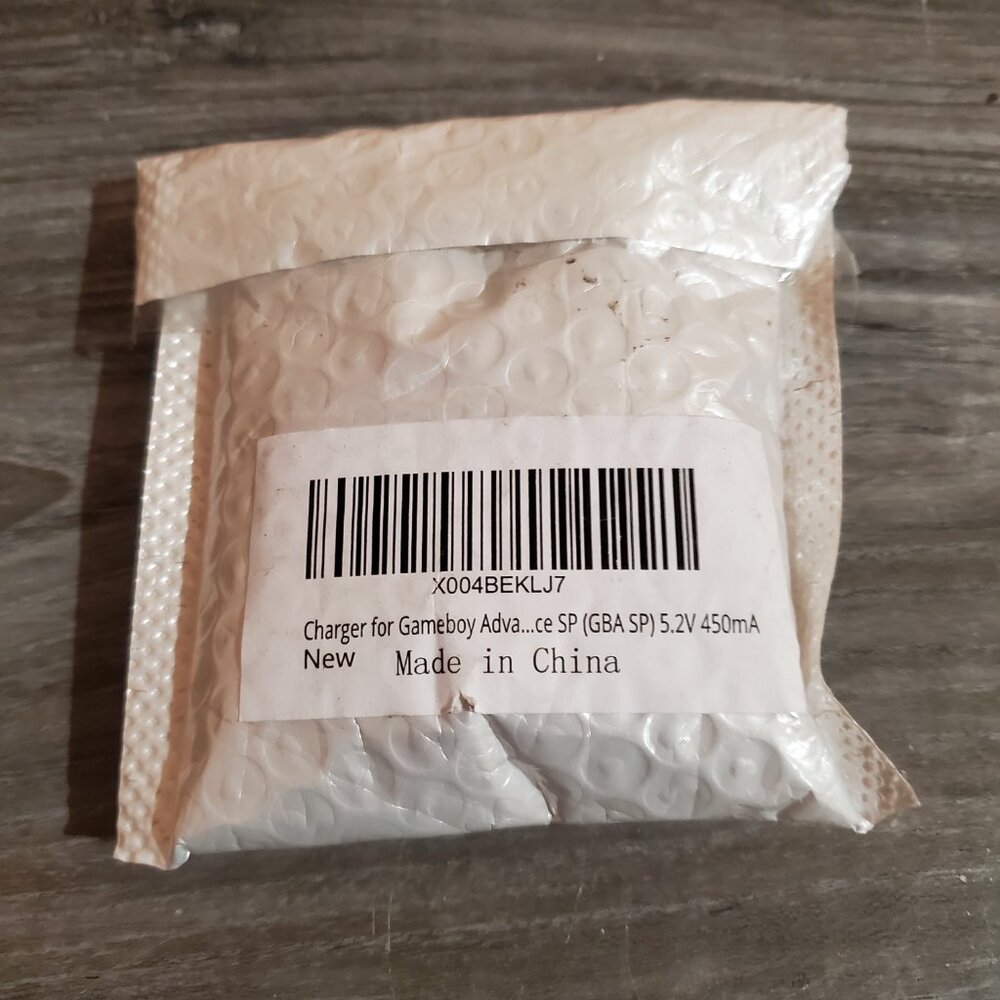 X004BEKLJ7
Charger for Gameboy Adva...ce SP (GBA SP) 5.2V 450mA
New Made in China